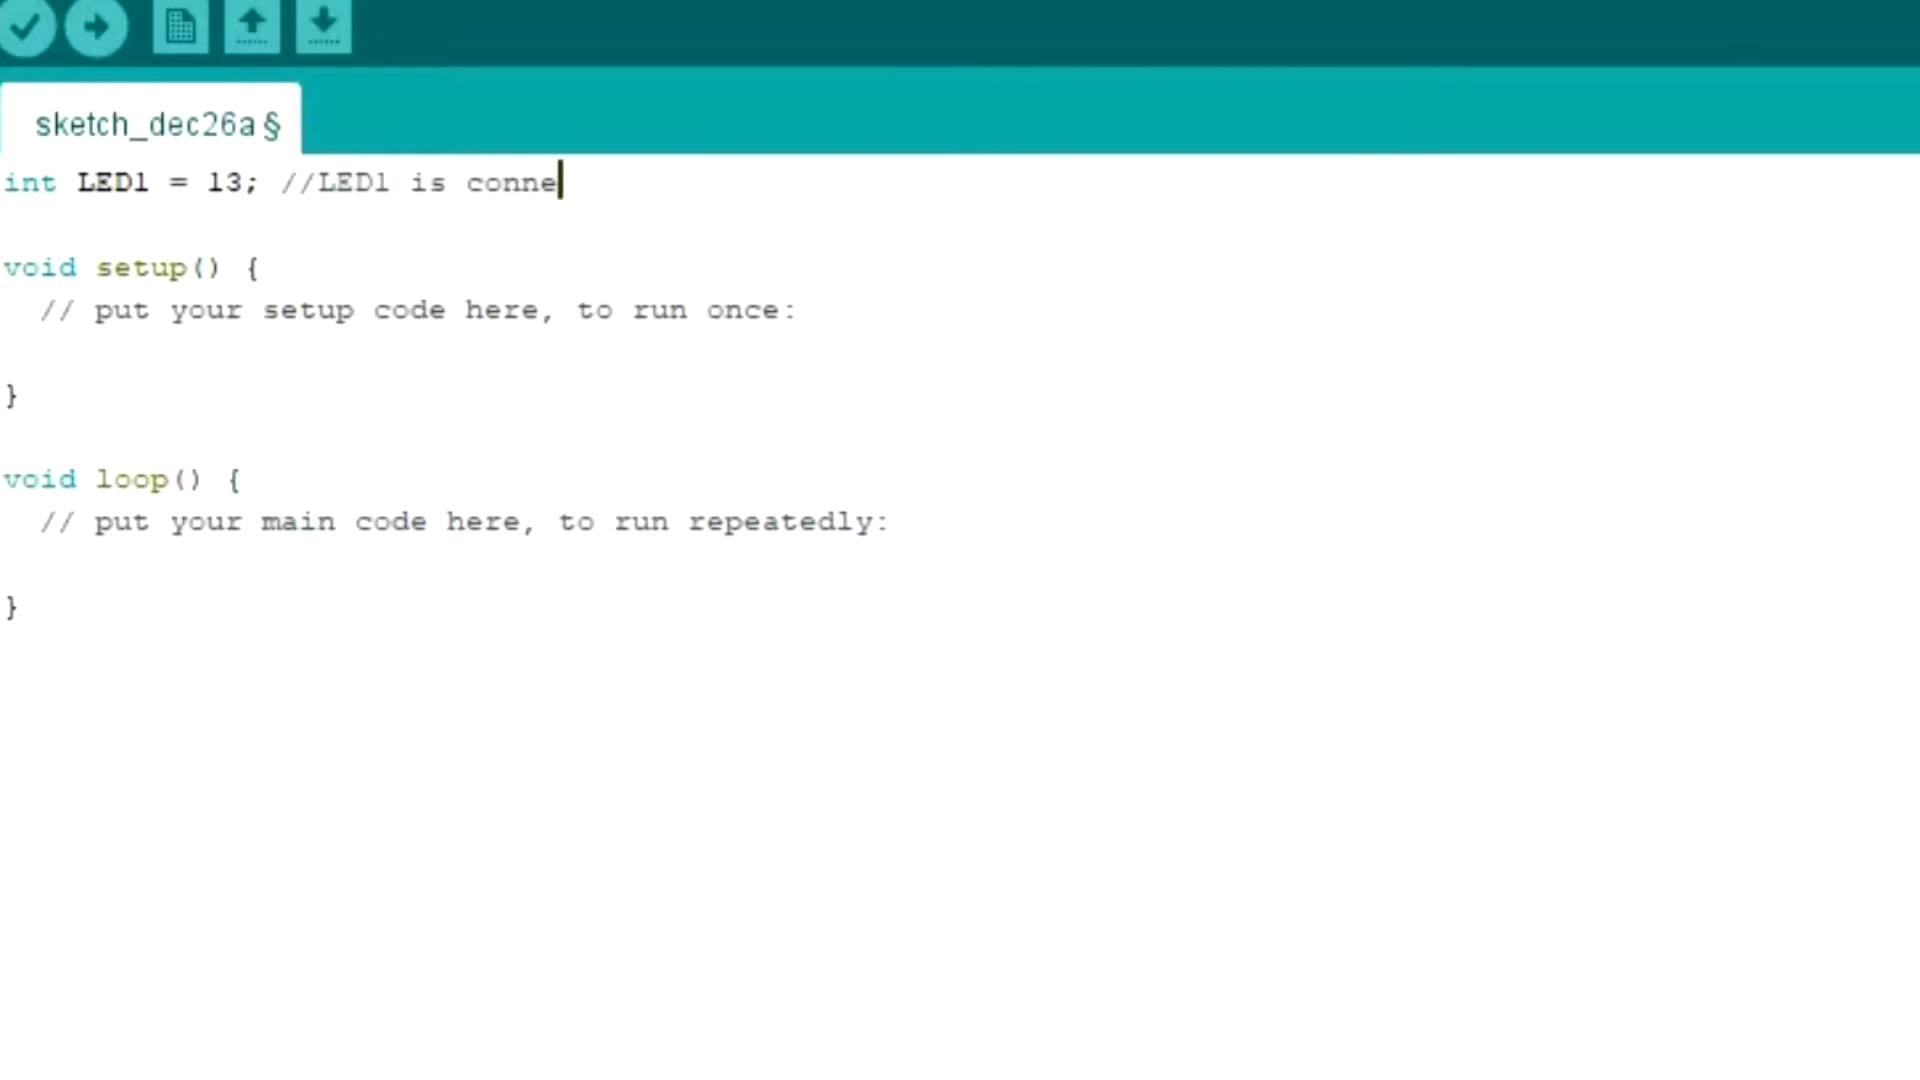 sketch_dec26a §
int LED1 = 13; //LED1 is conne
void setup() {
// put your setup code here, to run once:
}
void loop() {
// put your main code here, to run repeatedly:
}